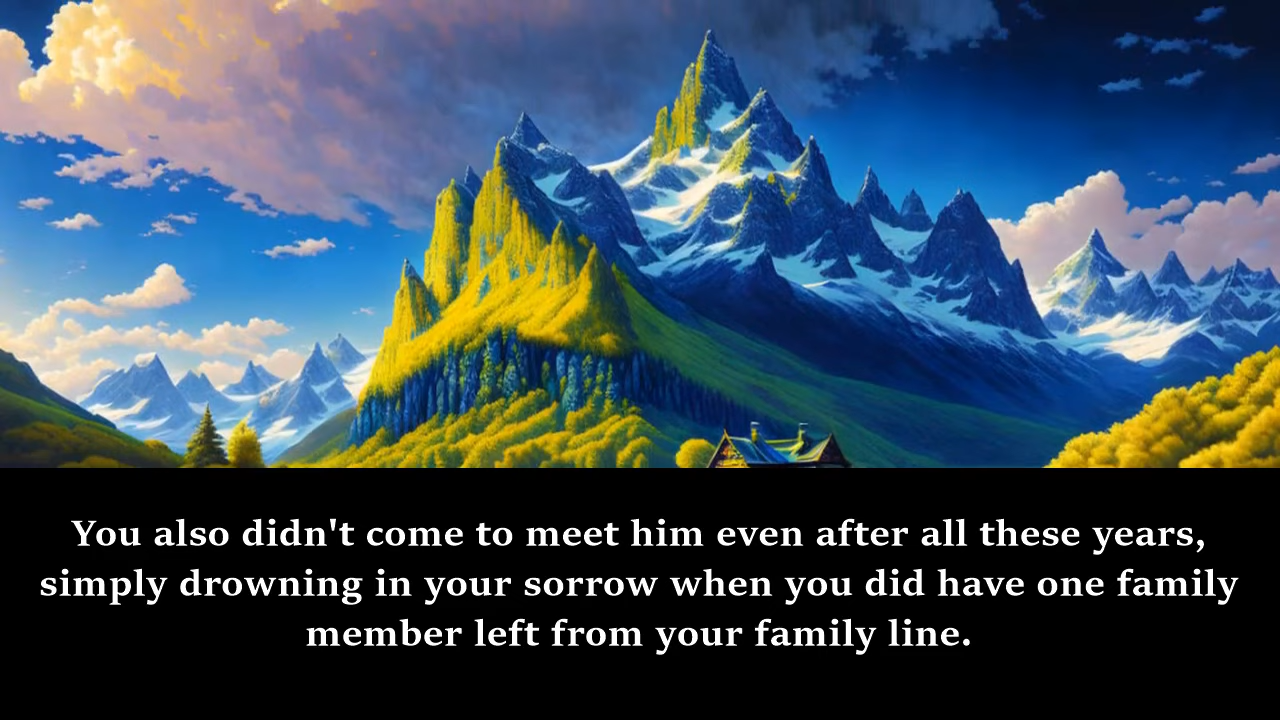 You also didn't come to meet him even after all these years,
simply drowning in your sorrow when you did have one family
member left from your family line.